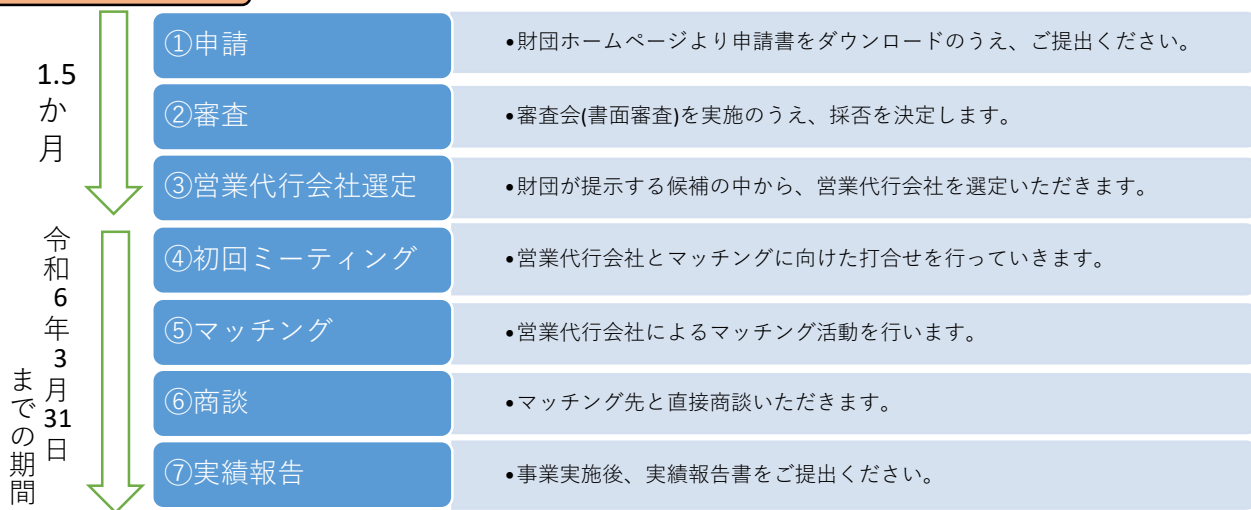 1.5
か
月
①申請
•財団ホームページより申請書をダウンロードのうえ、ご提出ください。
②審査
•審査会(書面審査)を実施のうえ、採否を決定します。
③営業代行会社選定
•財団が提示する候補の中から、営業代行会社を選定いただきます。
令和6年3月31日
までの期間
④初回ミーティング
•営業代行会社とマッチングに向けた打合せを行っていきます。
⑤マッチング
•営業代行会社によるマッチング活動を行います。
⑥商談
•マッチング先と直接商談いただきます。
⑦実績報告
•事業実施後、実績報告書をご提出ください。